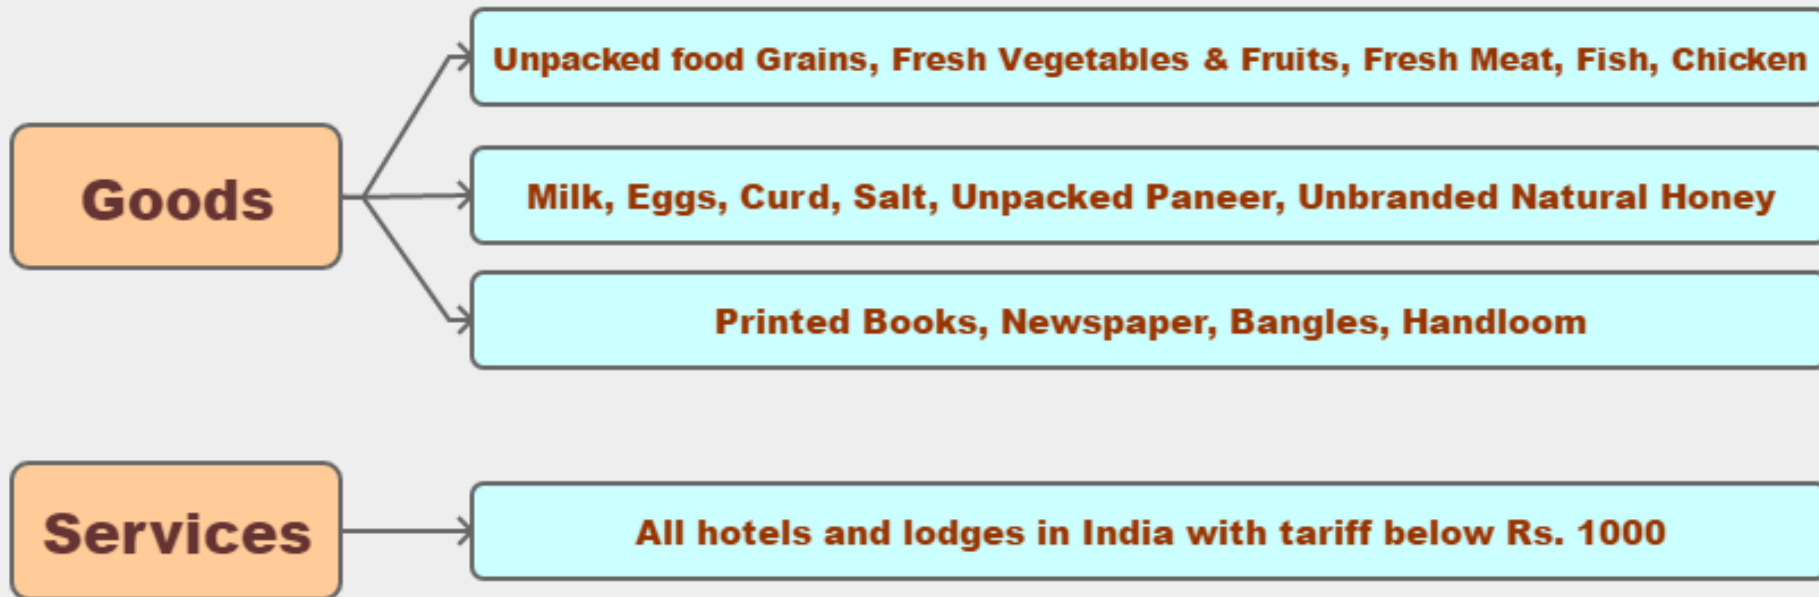 Goods
Unpacked food Grains, Fresh Vegetables & Fruits, Fresh Meat, Fish, Chicken
Milk, Eggs, Curd, Salt, Unpacked Paneer, Unbranded Natural Honey
Printed Books, Newspaper, Bangles, Handloom
Services
All hotels and lodges in India with tariff below Rs. 1000